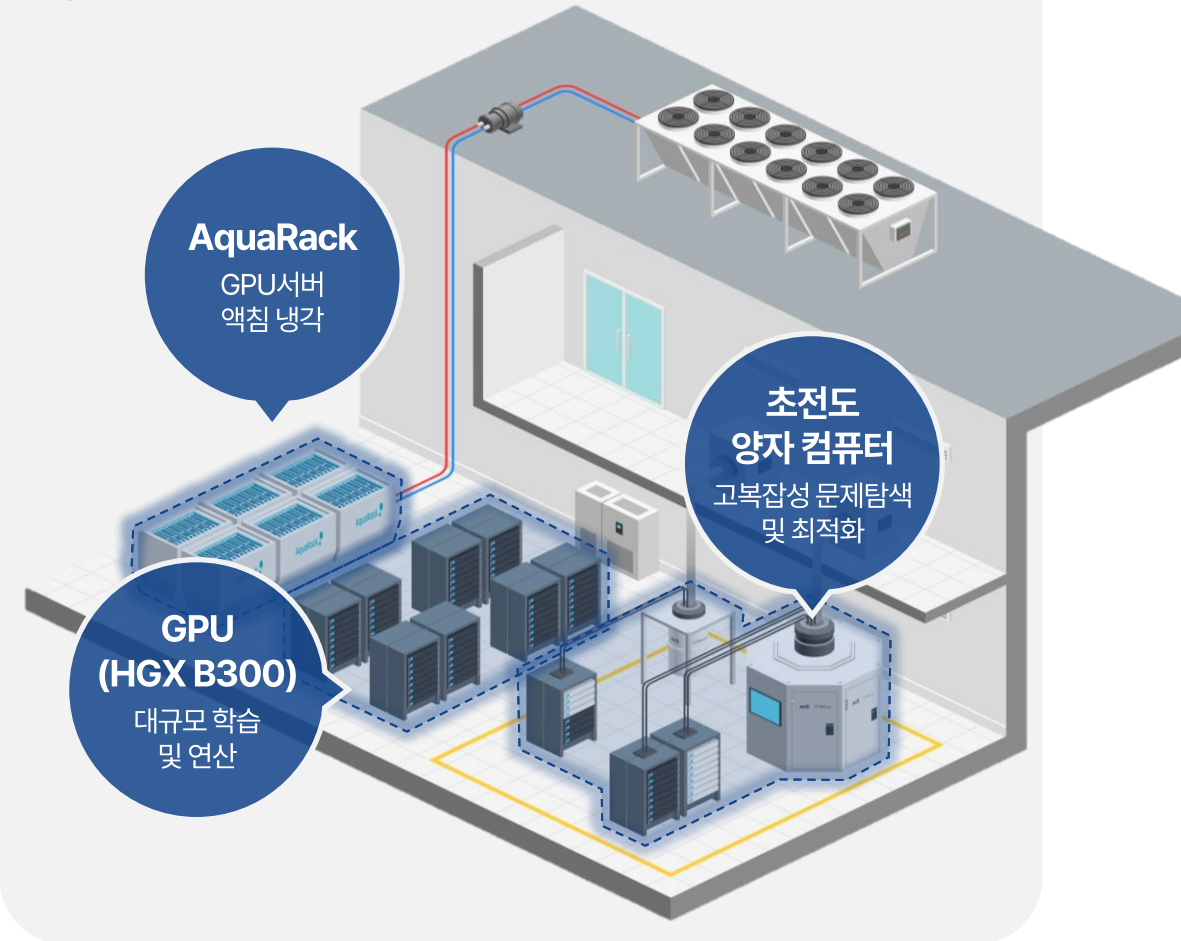 AquaRack
GPU서버
액침 냉각
초전도
양자 컴퓨터
고복잡성 문제탐색
및 최적화
GPU
(HGX B300)
대규모 학습
및 연산
AquaRack
AquaRack